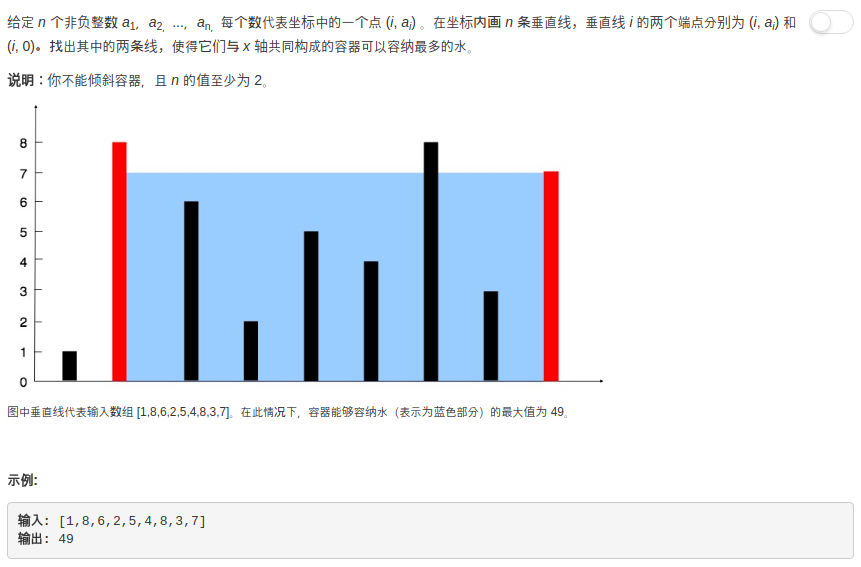 给定 n 个非负整数 a1, a2, ..., an, 每个数代表坐标中的一个点 (i, ai) 。在坐标内画 n 条垂直线，垂直线 i 的两个端点分别为 (i, ai) 和
(i, 0)。找出其中的两条线，使得它们与 x 轴共同构成的容器可以容纳最多的水。
说明：你不能倾斜容器，且 n 的值至少为 2。
8
7
6
5
4
3
2
1
0
图中垂直线代表输入数组 [1,8,6,2,5,4,8,3,7]。在此情况下，容器能够容纳水（表示为蓝色部分）的最大值为 49。
示例:
输入: [1,8,6,2,5,4,8,3,7]
输出: 49